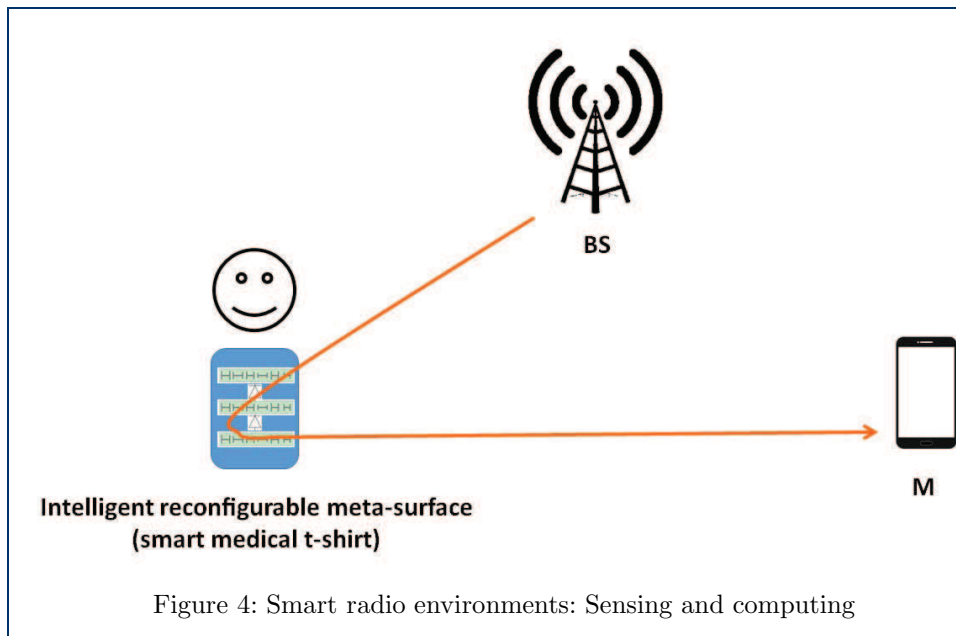 BS
Intelligent reconfigurable meta-surface
(smart medical t-shirt)
M
Figure 4: Smart radio environments: Sensing and computing